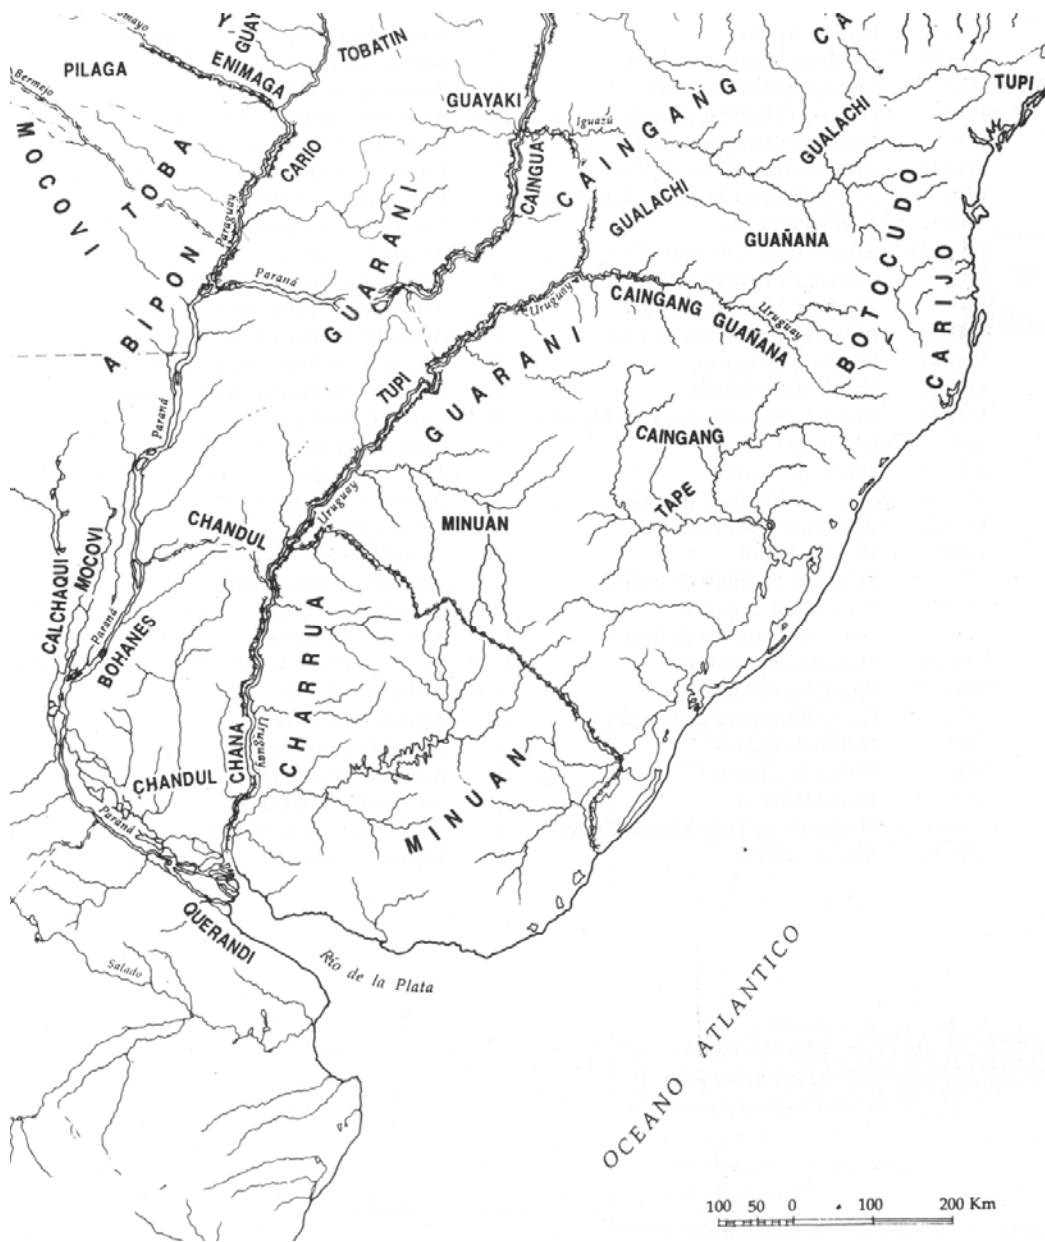 CA
Y
GUAY
TOBATIN
PILAGA
ENIMAGA
TUPI
Bermejo
GUAYAKI
CAINGANG
GUALACHI
Iguazú
MOCOVI
TOBA
CARIO
CAINGUA
GUALACHI
GUAÑANA
BOTOCUDO
CARIJO
Paraguay
GUARANI
Paraná
ABIPON
Uruguay
CAINGANG GUAÑANA
Uruguay
TUPI
GUARANI
Paraná
CAINGANG
TAPE
Uruguay
MINUAN
CHANDUL
CALCHAQUI
MOCOVI
Paraná
BOHANES
CHARRUA
CHANA
Uruguay
CHANDUL
MINUAN
Paraná
QUERANDI
Río de la Plata
Salado
OCEANO ATLANTICO
100 50 0 100 200 Km